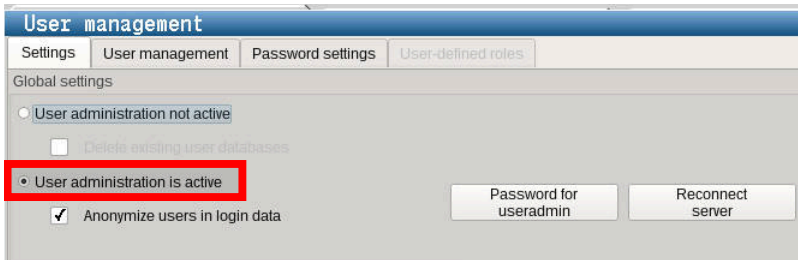 User management
Settings User management Password settings User-defined roles
Global settings
User administration not active
Delete existing user databases
User administration is active
Anonymize users in login data
Password for
useradmin
Reconnect
server